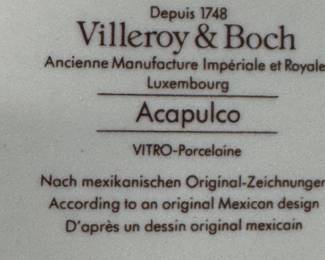 Depuis 1748
Villeroy & Boch
Ancienne Manufacture Impériale et Royale
Luxembourg
Acapulco
VITRO-Porcelaine
Nach mexikanischen Original-Zeichnungen
According to an original Mexican design
D'après un dessin original mexicain